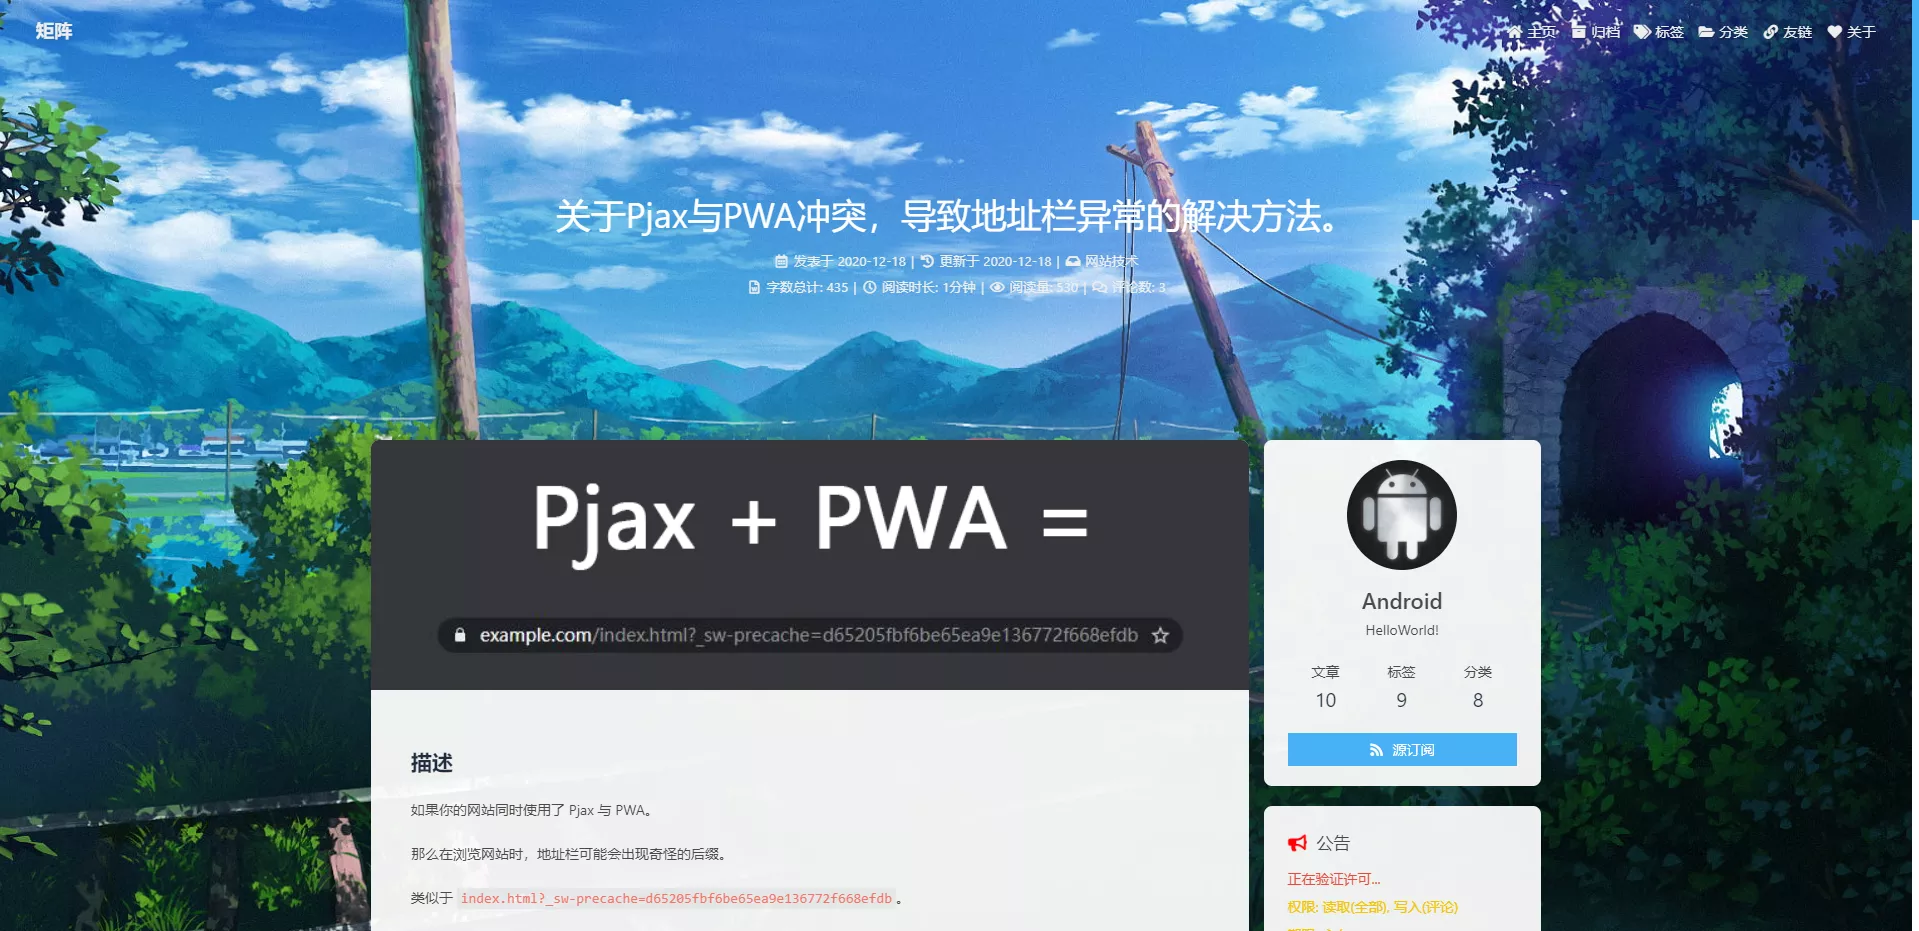 矩阵
主页 归档 标签 分类 友链 关于
关于Pjax与PWA冲突，导致地址栏异常的解决方法。
发表于 2020-12-18 | 更新于 2020-12-18 | 网站技术
字数总计: 435 | 阅读时长: 1分钟 | 阅读量: 530 | 评论数: 3
Pjax + PWA =
example.com/index.html?_sw-precache=d65205fbf6be65ea9e136772f668efdb
描述
如果你的网站同时使用了 Pjax 与 PWA。
那么在浏览网站时，地址栏可能会出现奇怪的后缀。
类似于 index.html?_sw-precache=d65205fbf6be65ea9e136772f668efdb 。
Android
HelloWorld!
文章 标签 分类
10 9 8
源订阅
公告
正在验证许可...
权限: 读取(全部), 写入(评论)